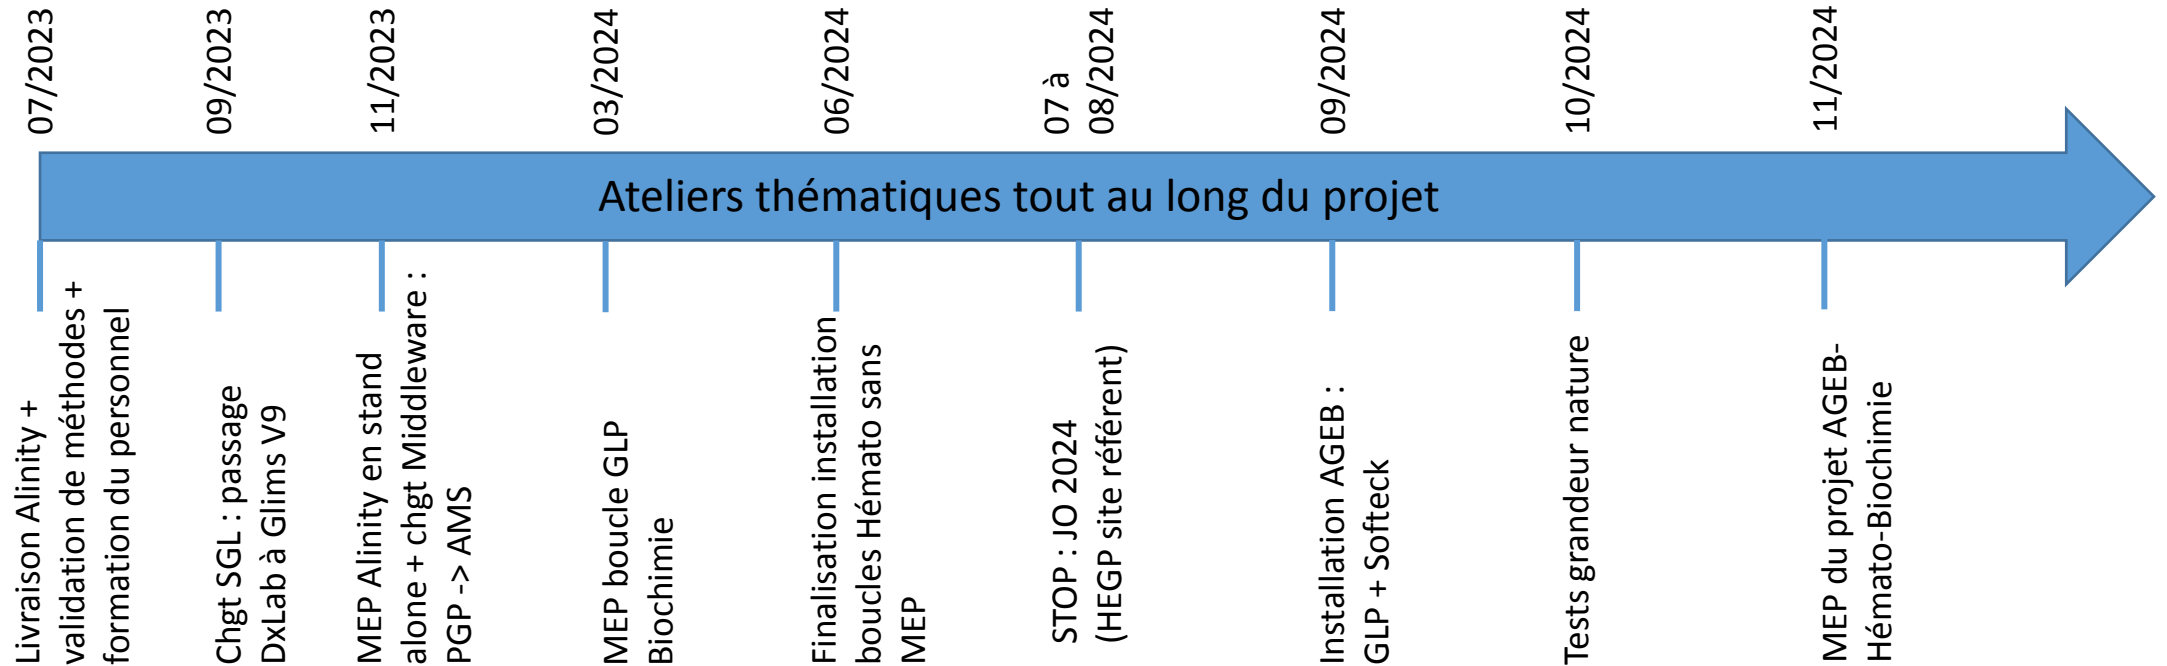 07/2023
09/2023
11/2023
03/2024
06/2024
07 à
08/2024
09/2024
10/2024
11/2024
Ateliers thématiques tout au long du projet
Livraison Alinity +
validation de méthodes +
formation du personnel
Chgt SGL : passage
DxLab à Glims V9
MEP Alinity en stand
alone + chgt Middleware :
PGP -> AMS
MEP boucle GLP
Biochimie
Finalisation installation
boucles Hémato sans
MEP
STOP : JO 2024
(HEGP site référent)
Installation AGEB :
GLP + Softeck
Tests grandeur nature
MEP du projet AGEB-
Hémato-Biochimie